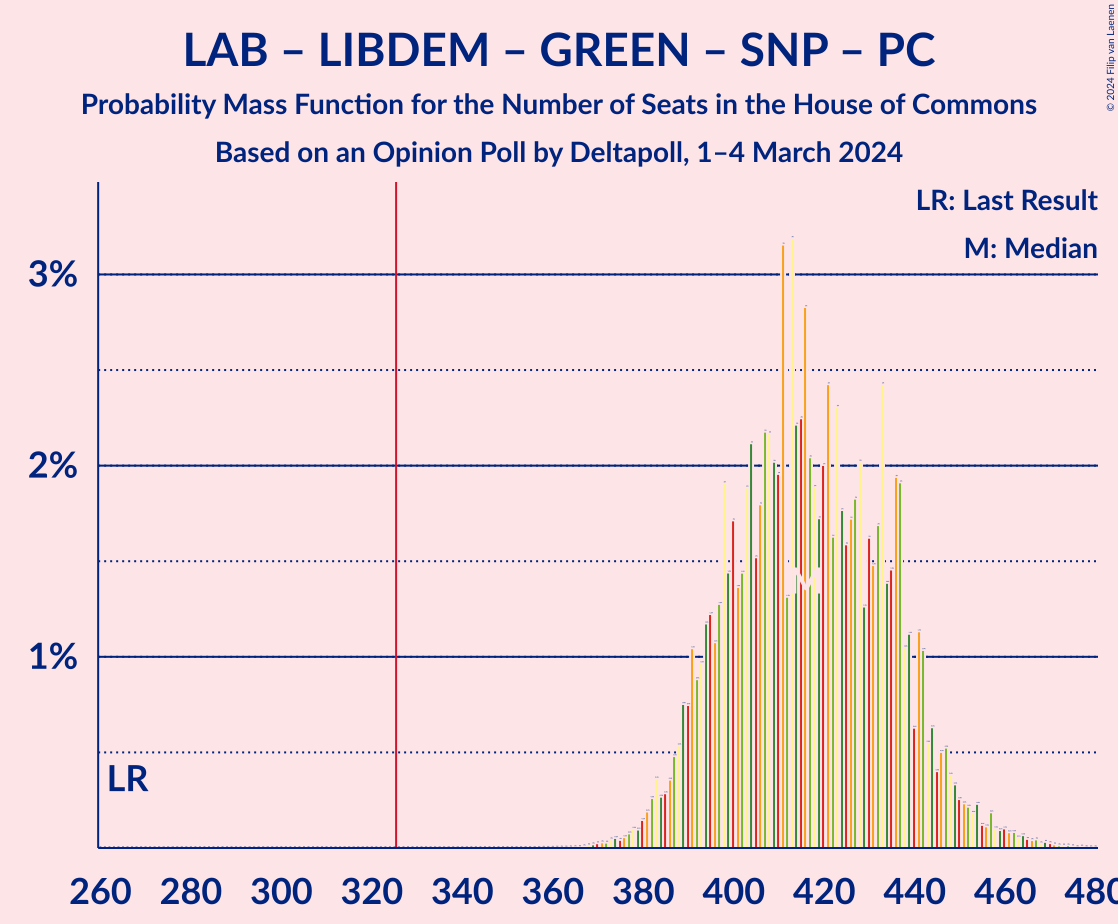 LAB – LIBDEM – GREEN – SNP – PC
Probability Mass Function for the Number of Seats in the House of Commons
Based on an Opinion Poll by Deltapoll, 1–4 March 2024
© 2024 Filip van Laenen
LR: Last Result
M: Median
3%
2%
1%
M
LR
260 280 300 320 340 360 380 400 420 440 460 480